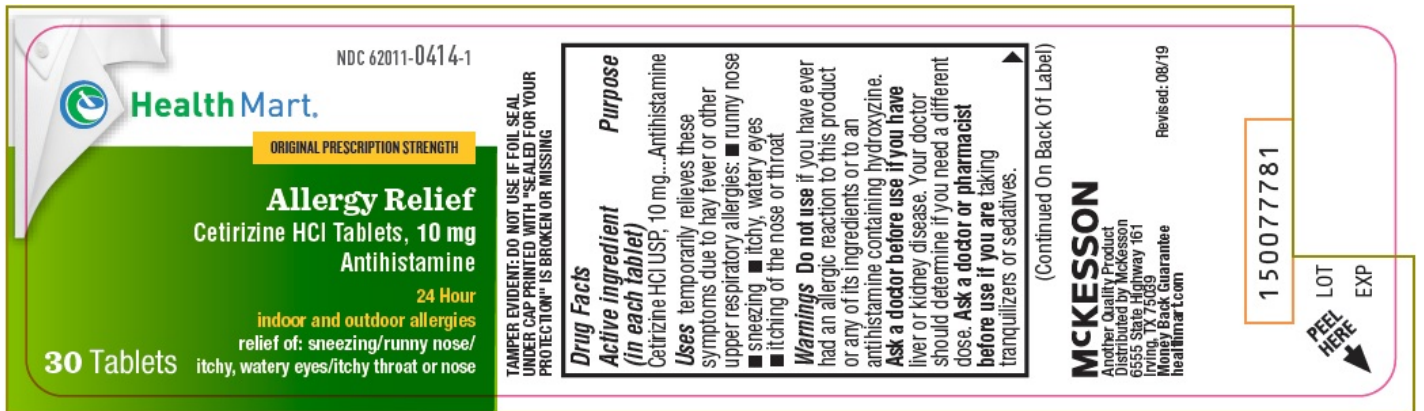 NDC 62011-0414-1
HealthMart®
ORIGINAL PRESCRIPTION STRENGTH
Allergy Relief
Cetirizine HCl Tablets, 10 mg
Antihistamine
24 Hour
indoor and outdoor allergies
relief of: sneezing/runny nose/
itchy, watery eyes/itchy throat or nose
30 Tablets
TAMPER EVIDENT: DO NOT USE IF FOIL SEAL
UNDER CAP PRINTED WITH "SEALED FOR YOUR
PROTECTION" IS BROKEN OR MISSING
Drug Facts
Active ingredient Purpose
(in each tablet)
Cetirizine HCl USP, 10 mg....Antihistamine
Uses temporarily relieves these
symptoms due to hay fever or other
upper respiratory allergies: ■ runny nose
■ sneezing ■ itchy, watery eyes
■ itching of the nose or throat
Warnings Do not use if you have ever
had an allergic reaction to this product
or any of its ingredients or to an
antihistamine containing hydroxyzine.
Ask a doctor before use if you have
liver or kidney disease. Your doctor
should determine if you need a different
dose. Ask a doctor or pharmacist
before use if you are taking
tranquilizers or sedatives.
(Continued On Back Of Label)
MCKESSON
Another Quality Product
Distributed by McKesson
6555 State Highway 161
Irving, TX 75039
Money Back Guarantee
healthmart.com Revised: 08/19
1500777781
LOT
EXP
PEEL
HERE